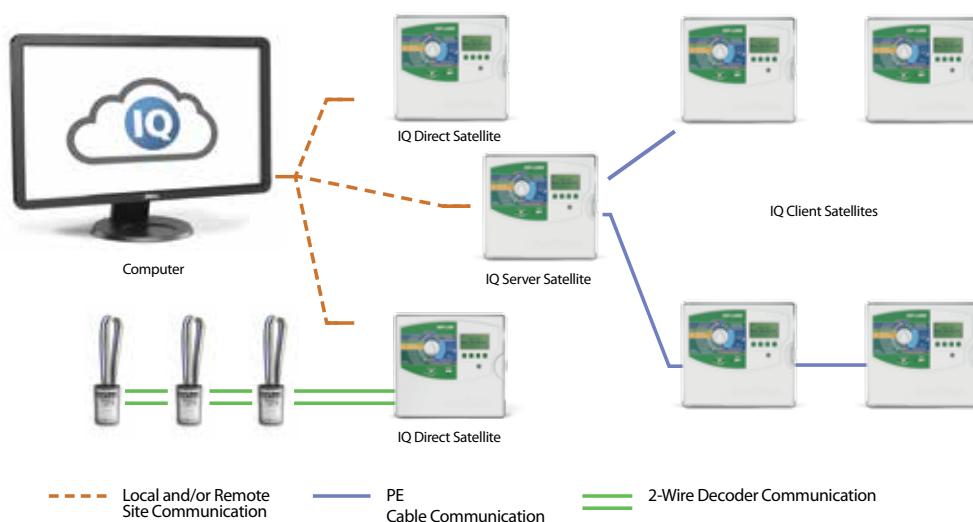 IQ
IQ Direct Satellite
IQ Server Satellite
IQ Client Satellites
Computer
IQ Direct Satellite
Local and/or Remote
Site Communication
PE
Cable Communication
2-Wire Decoder Communication